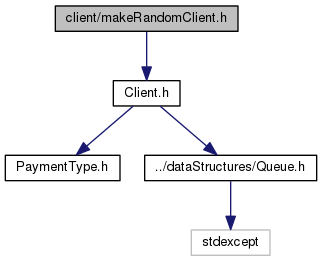 client/makeRandomClient.h
Client.h
PaymentType.h
../dataStructures/Queue.h
stdexcept